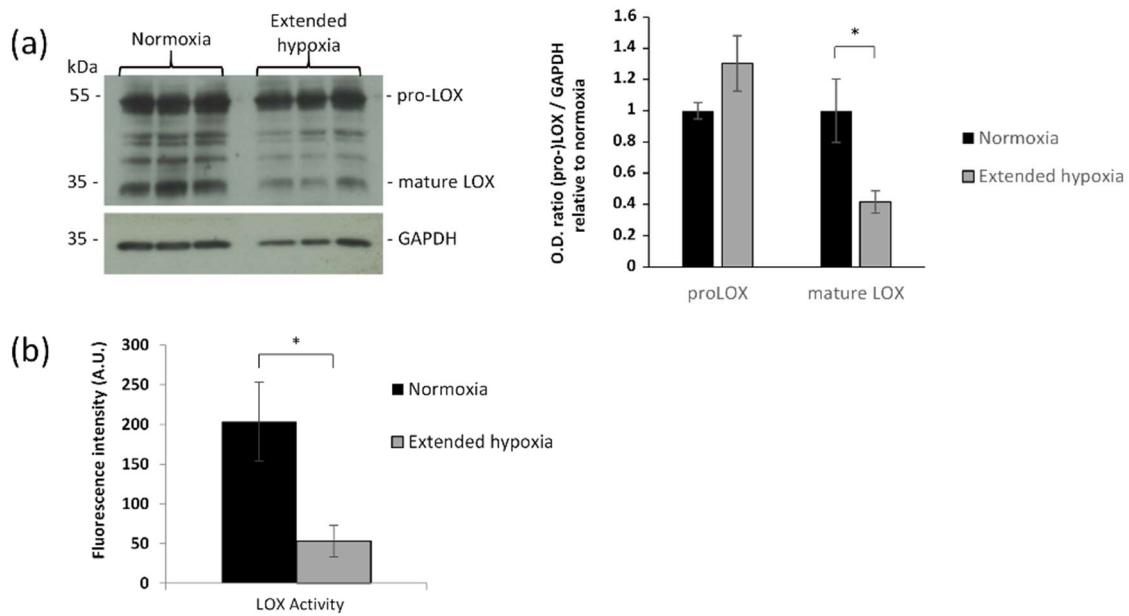 (a)
Normoxia
Extended
hypoxia
kDa
55 -
- pro-LOX
35 -
- mature LOX
35 -
- GAPDH
O.D. ratio (pro-)LOX / GAPDH
relative to normoxia
1.6
1.4
1.2
1
0.8
0.6
0.4
0.2
0
*
proLOX
mature LOX
Normoxia
Extended hypoxia
(b)
Fluorescence intensity (A.U.)
300
250
200
150
100
50
0
*
LOX Activity
Normoxia
Extended hypoxia